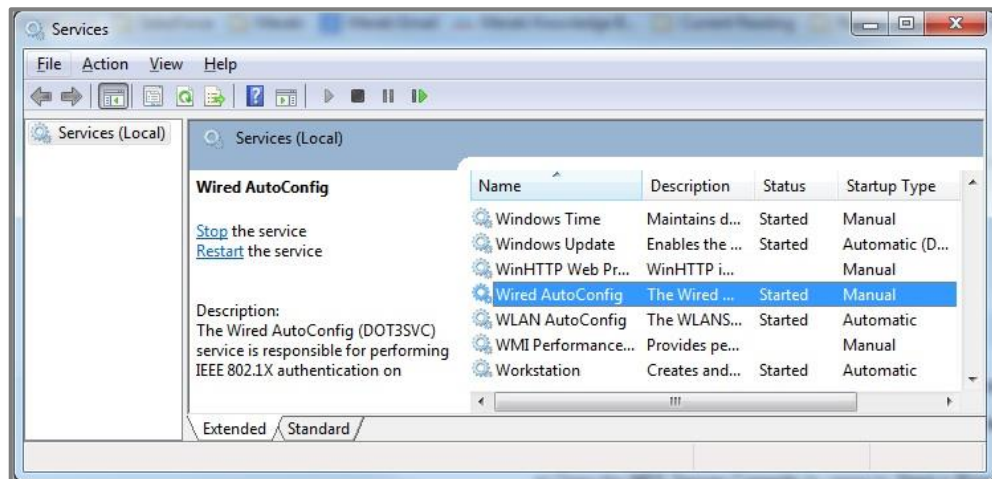 Services
File Action View Help
Services (Local)
Services (Local)
Wired AutoConfig
Stop the service
Restart the service
Description:
The Wired AutoConfig (DOT3SVC)
service is responsible for performing
IEEE 802.1X authentication on
Name Description Status Startup Type
Windows Time Maintains d... Started Manual
Windows Update Enables the ... Started Automatic (D...
WinHTTP Web Pr... WinHTTP i... Manual
Wired AutoConfig The Wired ... Started Manual
WLAN AutoConfig The WLANS... Started Automatic
WMI Performance... Provides pe... Manual
Workstation Creates and... Started Automatic
Extended Standard